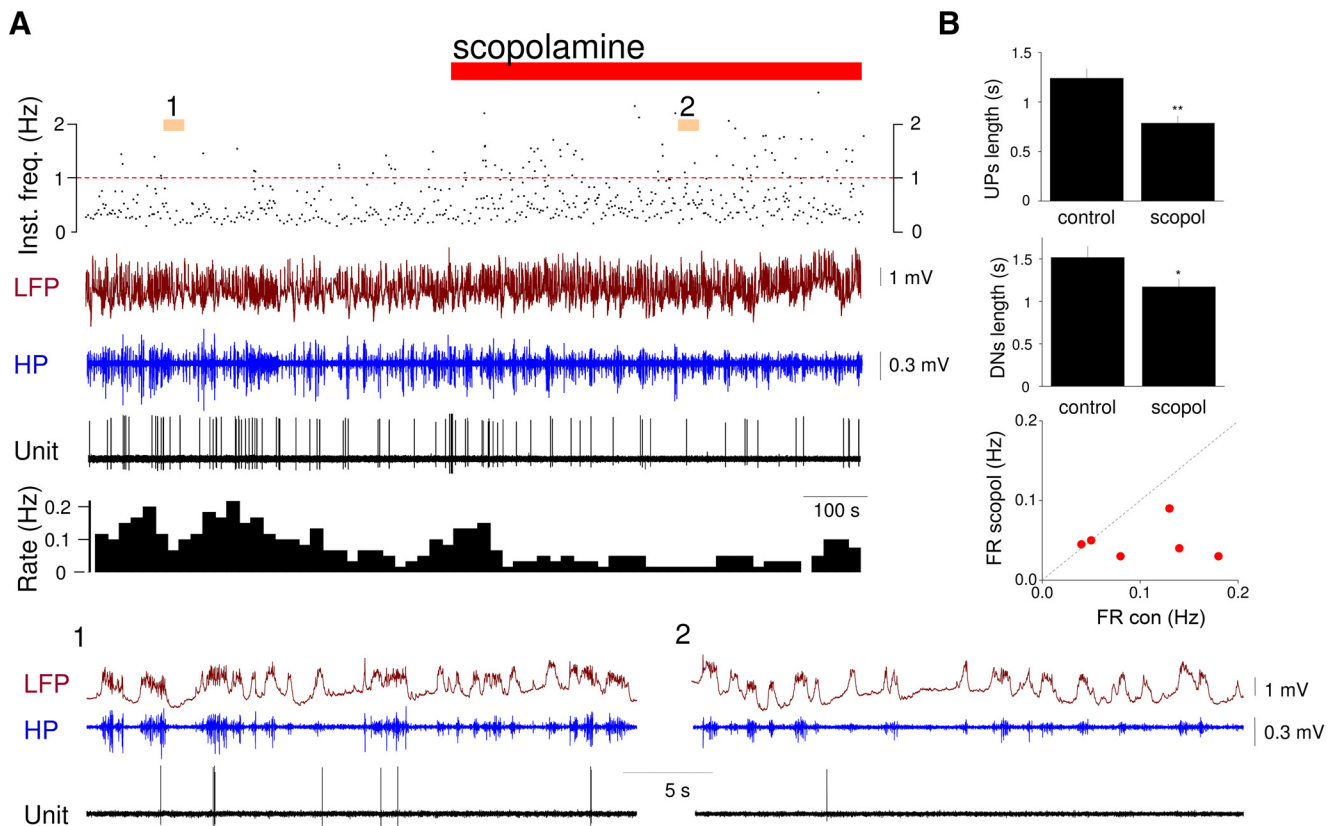 A
scopolamine
1
2
Inst. freq. (Hz)
2
1
0
2
1
0
LFP
1 mV
HP
0.3 mV
Unit
Rate (Hz)
0.2
0.1
0
100 s
1
2
LFP
1 mV
HP
0.3 mV
Unit
5 s
B
UPs length (s)
1.5
1
0.5
0
**
control
scopol
DNs length (s)
1.5
1
0.5
0
*
control
scopol
FR scopol (Hz)
0.2
0.1
0.0
0.0
0.1
0.2
FR con (Hz)